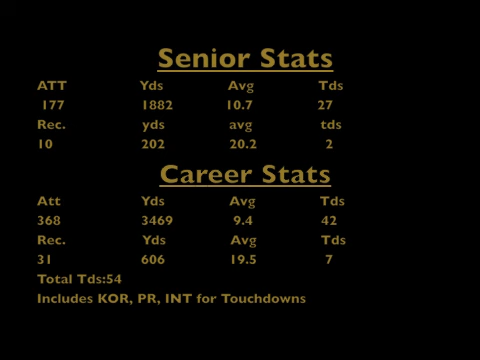 Senior Stats
ATT Yds Avg Tds
177 1882 10.7 27
Rec. yds avg tds
10 202 20.2 2
Career Stats
Att Yds Avg Tds
368 3469 9.4 42
Rec. Yds Avg Tds
31 606 19.5 7
Total Tds:54
Includes KOR, PR, INT for Touchdowns